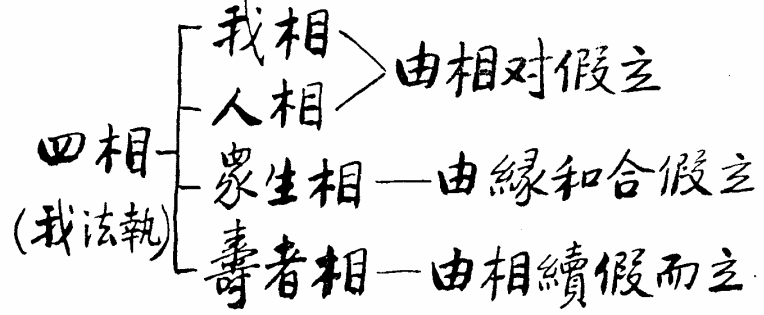 我相
人相
由相对假立
四相
(我法執)
眾生相—由緣和合假立
壽者相—由相續假而立.